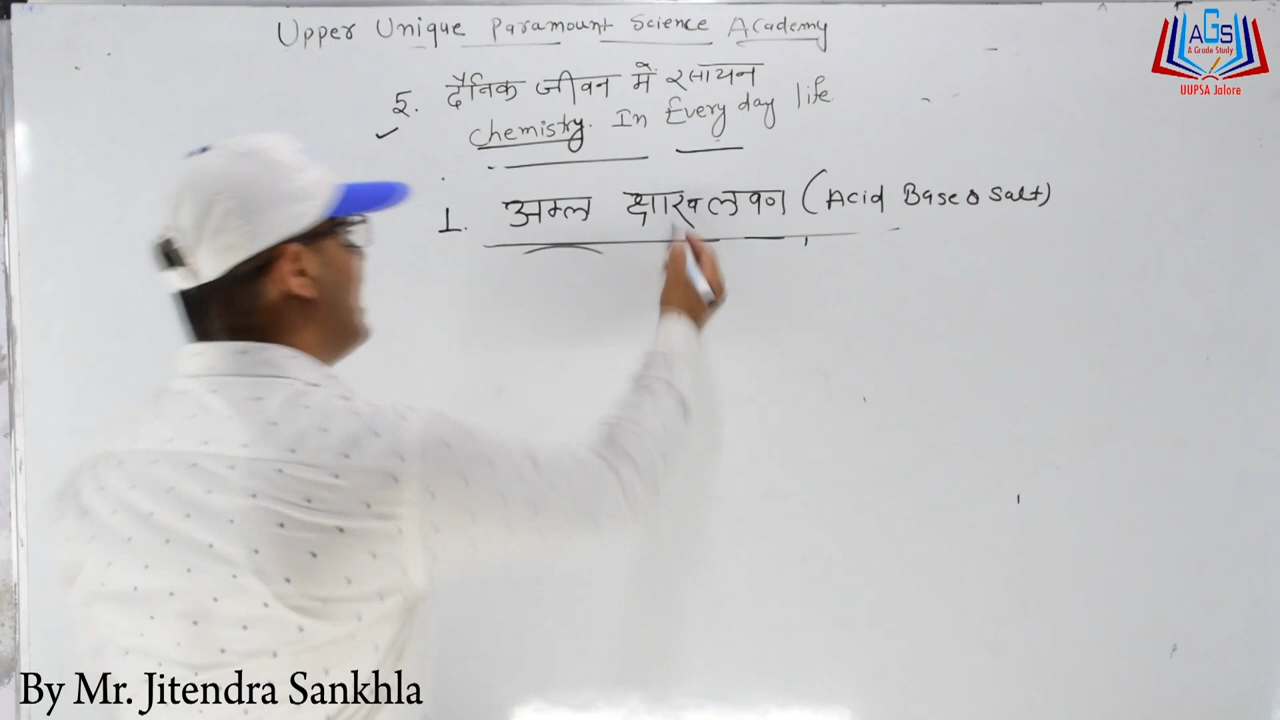 Upper Unique Paramount Science Academy
5. दैनिक जीवन में रसायन
chemistry. In Every day life
1. अम्ल क्षार व लवण (Acid Base & Salt)
AGS
A Grade Study
UUPSA Jalore
By Mr. Jitendra Sankhla